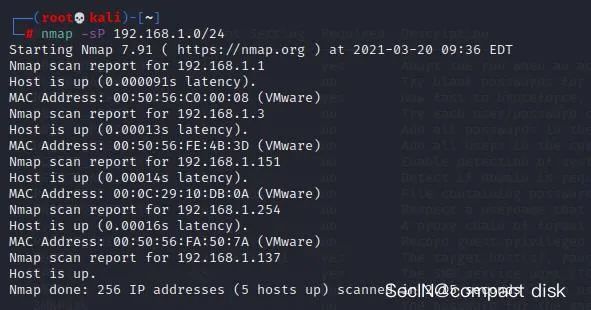 (root💀kali)-[~]
# nmap -sP 192.168.1.0/24
Starting Nmap 7.91 ( https://nmap.org ) at 2021-03-20 09:36 EDT
Nmap scan report for 192.168.1.1
Host is up (0.000091s latency).
MAC Address: 00:50:56:C0:00:08 (VMware)
Nmap scan report for 192.168.1.3
Host is up (0.00013s latency).
MAC Address: 00:50:56:FE:4B:3D (VMware)
Nmap scan report for 192.168.1.151
Host is up (0.00014s latency).
MAC Address: 00:0C:29:10:DB:0A (VMware)
Nmap scan report for 192.168.1.254
Host is up (0.00016s latency).
MAC Address: 00:50:56:FA:50:7A (VMware)
Nmap scan report for 192.168.1.137
Host is up.
Nmap done: 256 IP addresses (5 hosts up) scanned in seconds
SecIN@compact disk